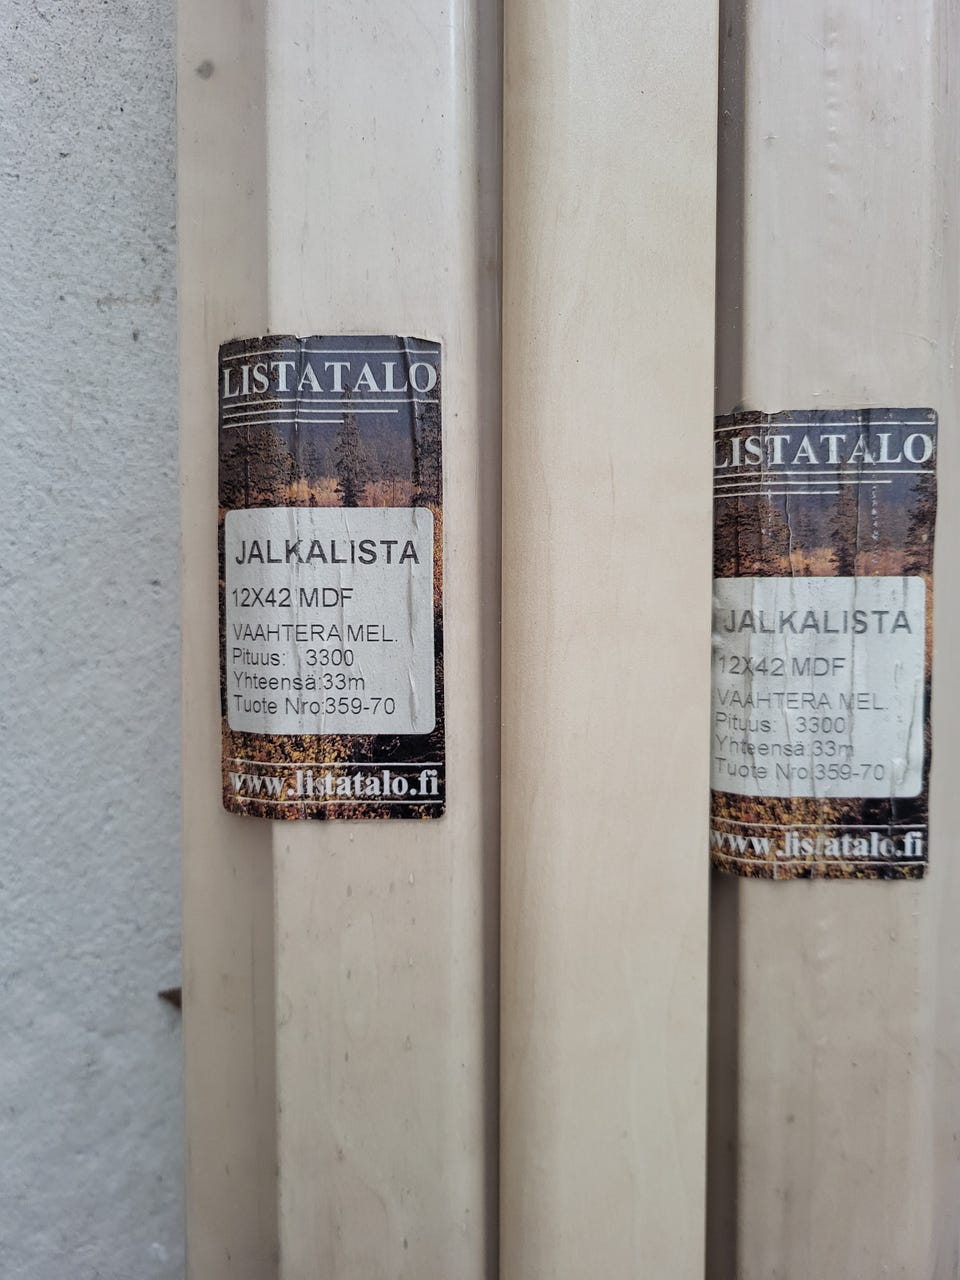 LISTATALO
JALKALISTA
12X42 MDF
VAAHTERA MEL.
Pituus: 3300
Yhteensä:33m
Tuote Nro:359-70
www.listatalo.fi
LISTATALO
JALKALISTA
12X42 MDF
VAAHTERA MEL.
Pituus: 3300
Yhteensä:33m
Tuote Nro:359-70
www.listatalo.fi